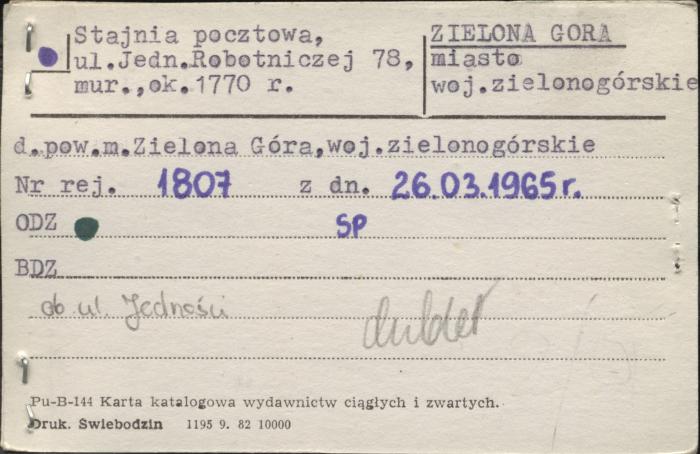 Stajnia pocztowa,
ul.Jedn.Robotniczej 78,
mur.,ok.1770 r.
ZIELONA GORA
miasto
woj.zielonogórskie
d.pow.m.Zielona Góra,woj.zielonogórskie
Nr rej. 1807 z dn. 26.03.1965r.
ODZ SP
BDZ
ob ul. Jedności
dublet
Pu-B-144 Karta katalogowa wydawnictw ciągłych i zwartych.
Druk. Świebodzin 1195 9. 82 10000